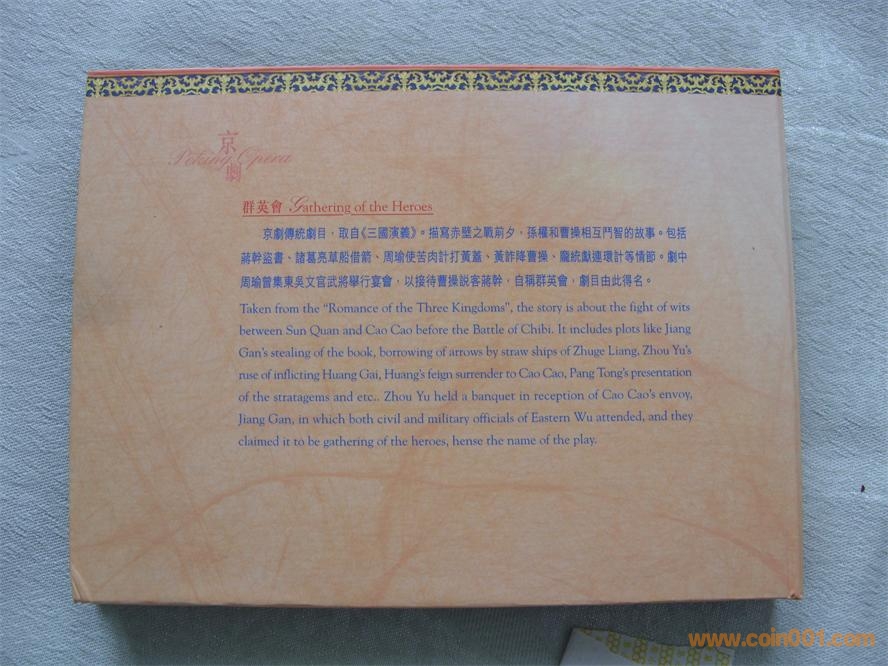 京劇
Peking Opera
群英會 Gathering of the Heroes
京劇傳統劇目，取自《三國演義》。描寫赤壁之戰前夕，孫權和曹操相互鬥智的故事。包括
蔣幹盜書、諸葛亮草船借箭、周瑜使苦肉計打黃蓋、黃詐降曹操、龐統獻連環計等情節。劇中
周瑜曾集東吳文官武將舉行宴會，以接待曹操説客蔣幹，自稱群英會，劇目由此得名。
Taken from the “Romance of the Three Kingdoms”, the story is about the fight of wits
between Sun Quan and Cao Cao before the Battle of Chibi. It includes plots like Jiang
Gan’s stealing of the book, borrowing of arrows by straw ships of Zhuge Liang, Zhou Yu’s
ruse of inflicting Huang Gai, Huang’s feign surrender to Cao Cao, Pang Tong’s presentation
of the stratagems and etc.. Zhou Yu held a banquet in reception of Cao Cao’s envoy,
Jiang Gan, in which both civil and military officials of Eastern Wu attended, and they
claimed it to be gathering of the heroes, hense the name of the play.
www.coin001.com